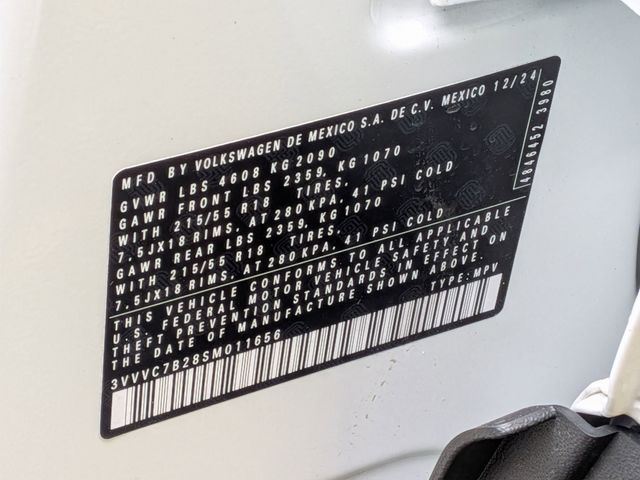 MFD BY VOLKSWAGEN DE MEXICO S.A. DE C.V. MEXICO 12/24
GVWR LBS 4608 KG 2090
GAWR FRONT LBS 2359, KG 1070
WITH 215/55 R18 TIRES,
7.5JX18 RIMS, AT 280 KPA, 41 PSI COLD
GAWR REAR LBS 2359, KG 1070
WITH 215/55 R18 TIRES,
7.5JX18 RIMS, AT 280 KPA, 41 PSI COLD
THIS VEHICLE CONFORMS TO ALL APPLICABLE
U.S. FEDERAL MOTOR VEHICLE SAFETY AND
THEFT PREVENTION STANDARDS IN EFFECT ON
THE DATE OF MANUFACTURE SHOWN ABOVE.
3VVVC7B28SM011656 TYPE: MPV
4846452 3980